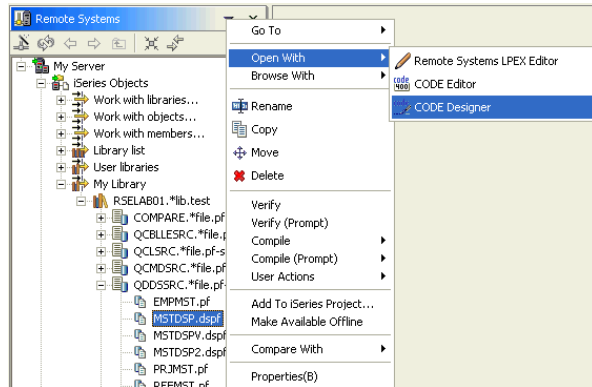 Remote Systems
My Server
iSeries Objects
Work with libraries...
Work with objects...
Work with members...
Library list
User libraries
My Library
RSELAB01.*lib.test
COMPARE.*file.pf
QCBLLESRC.*file.p
QCLSRC.*file.pf-s
QCMDSRC.*file.pf
QDDSSRC.*file.pf-
EMPMST.pf
MSTDSP.dspf
MSTDSPV.dspf
MSTDSP2.dspf
PRJMST.pf
REFMST.pf
Go To
Open With
Browse With
Rename
Copy
Move
Delete
Verify
Verify (Prompt)
Compile
Compile (Prompt)
User Actions
Add To iSeries Project...
Make Available Offline
Compare With
Properties(B)
Remote Systems LPEX Editor
code
400
CODE Editor
CODE Designer